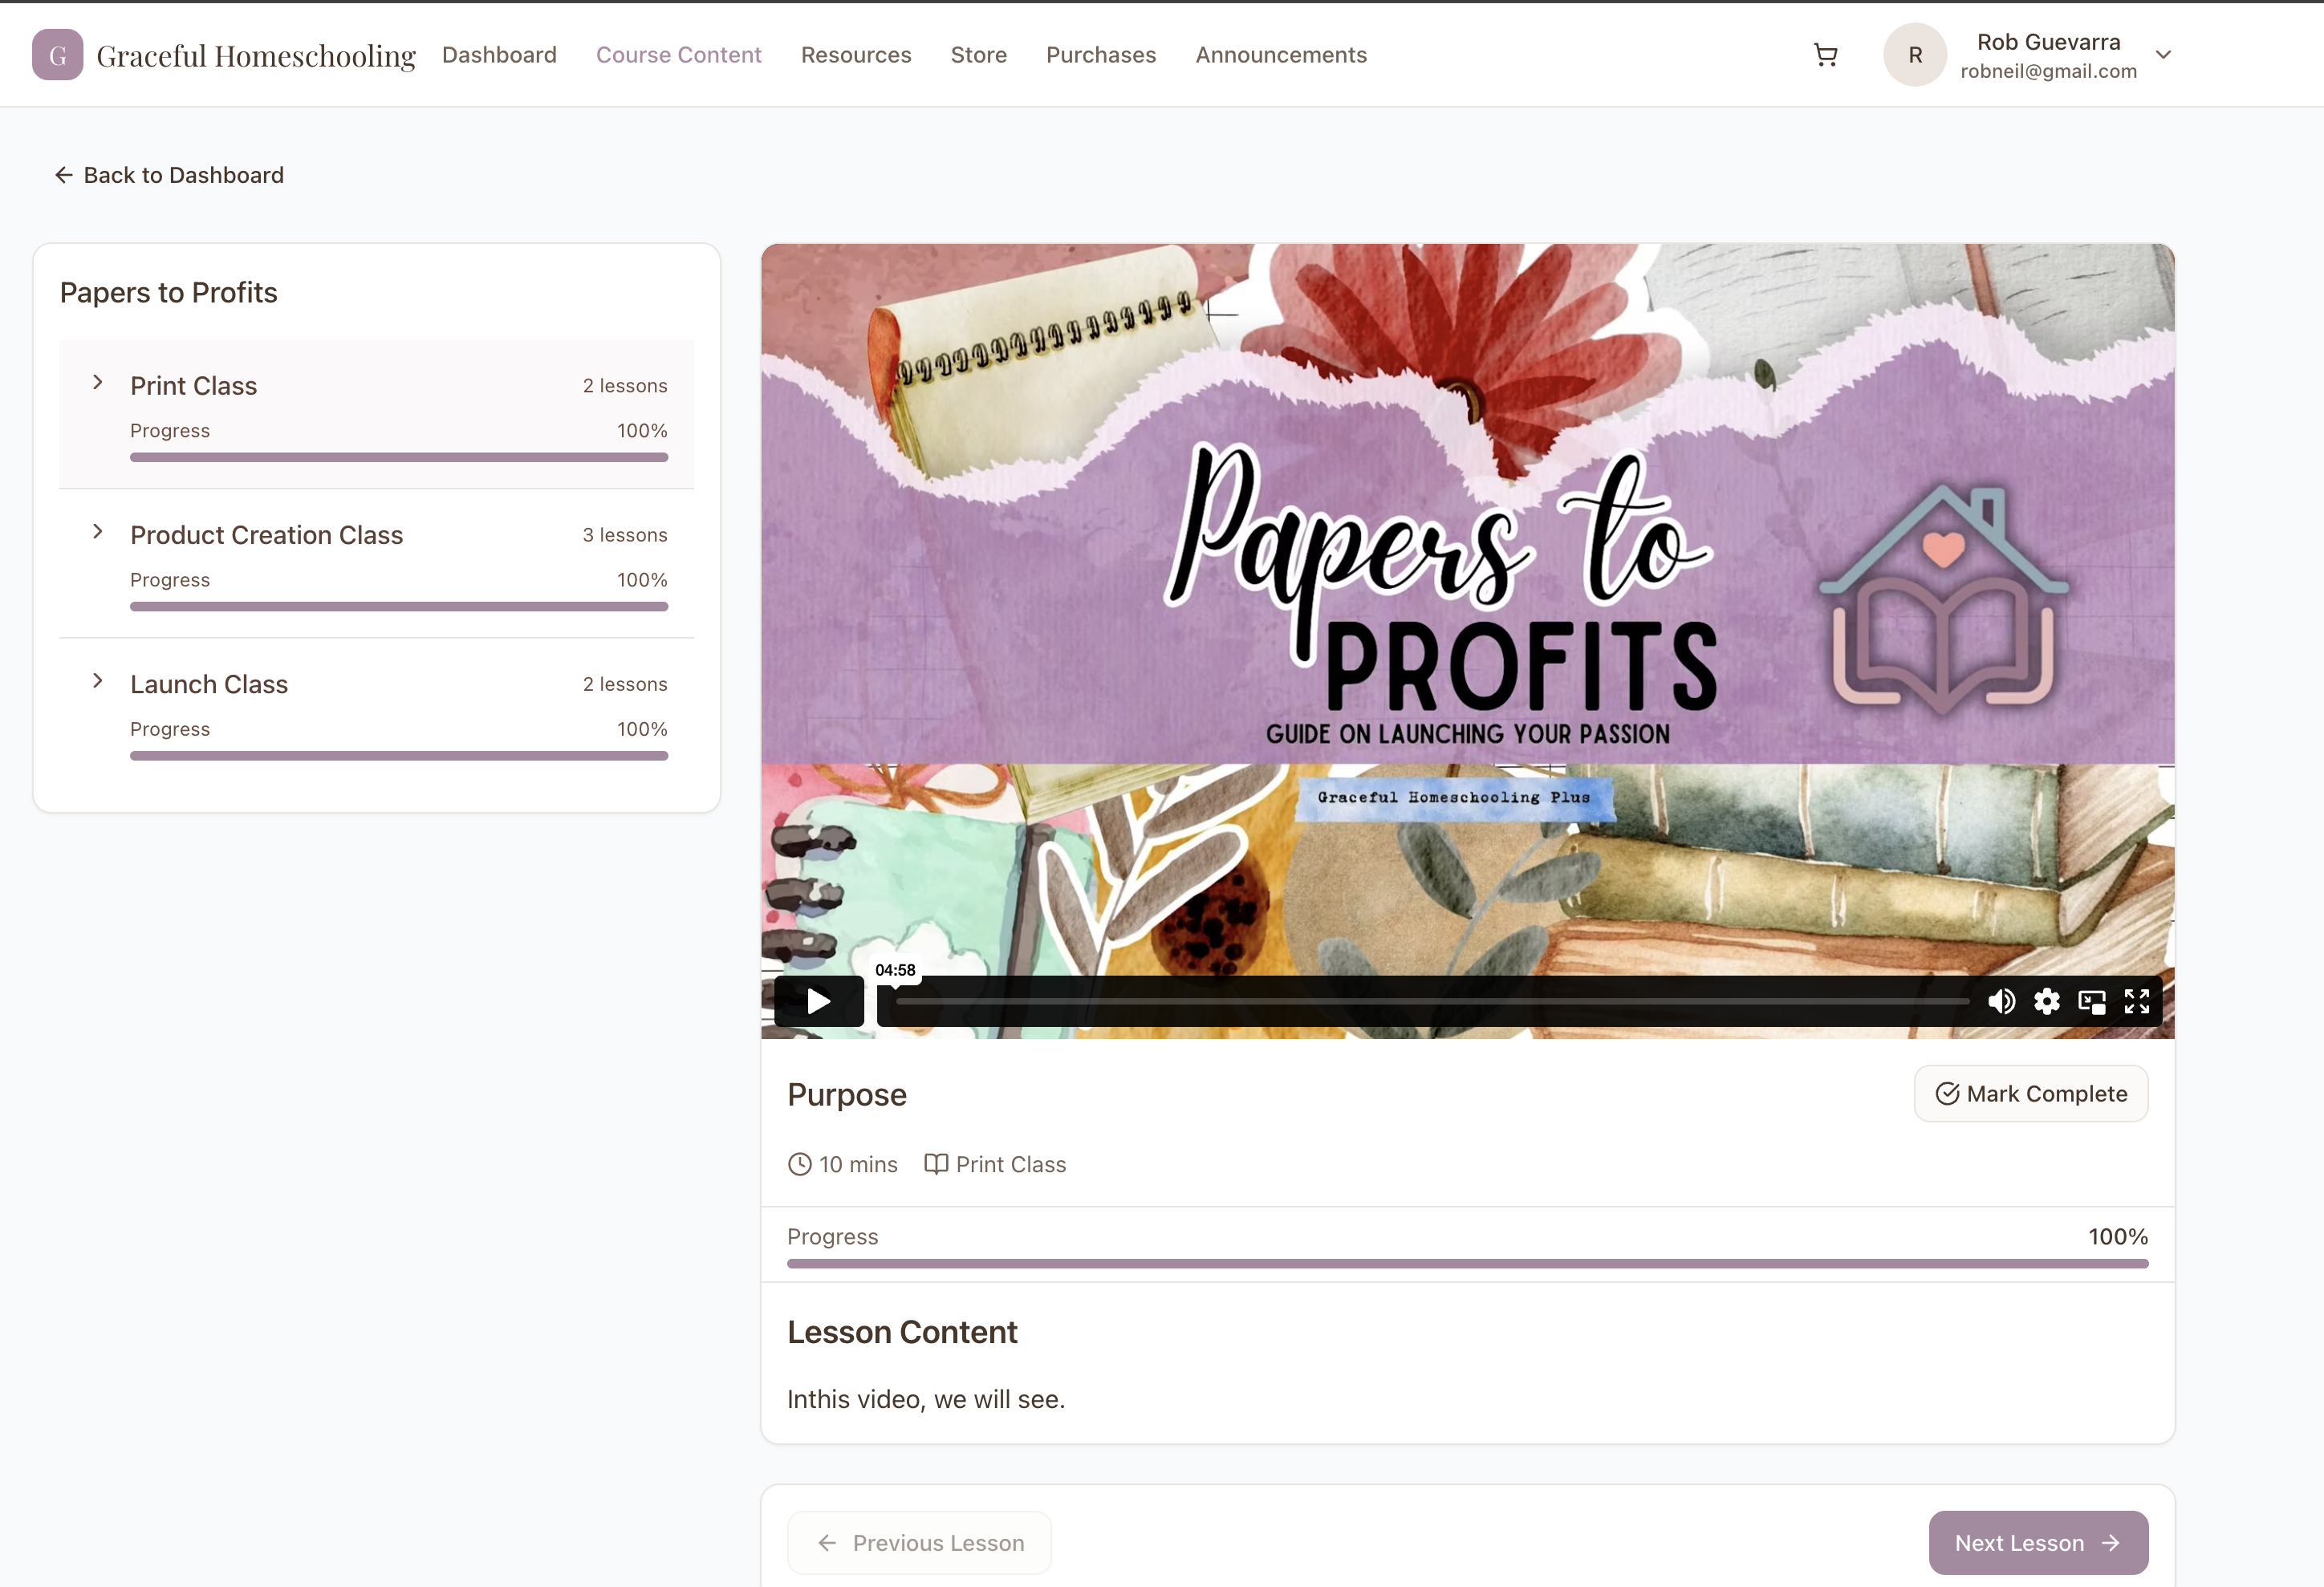 G Graceful Homeschooling Dashboard Course Content Resources Store Purchases Announcements R Rob Guevarra
robneil@gmail.com
Back to Dashboard
Papers to Profits
Print Class 2 lessons
Progress 100%
Product Creation Class 3 lessons
Progress 100%
Launch Class 2 lessons
Progress 100%
Papers to
PROFITS
GUIDE ON LAUNCHING YOUR PASSION
Graceful Homeschooling Plus
04:58
Purpose Mark Complete
10 mins Print Class
Progress 100%
Lesson Content
Inthis video, we will see.
Previous Lesson Next Lesson